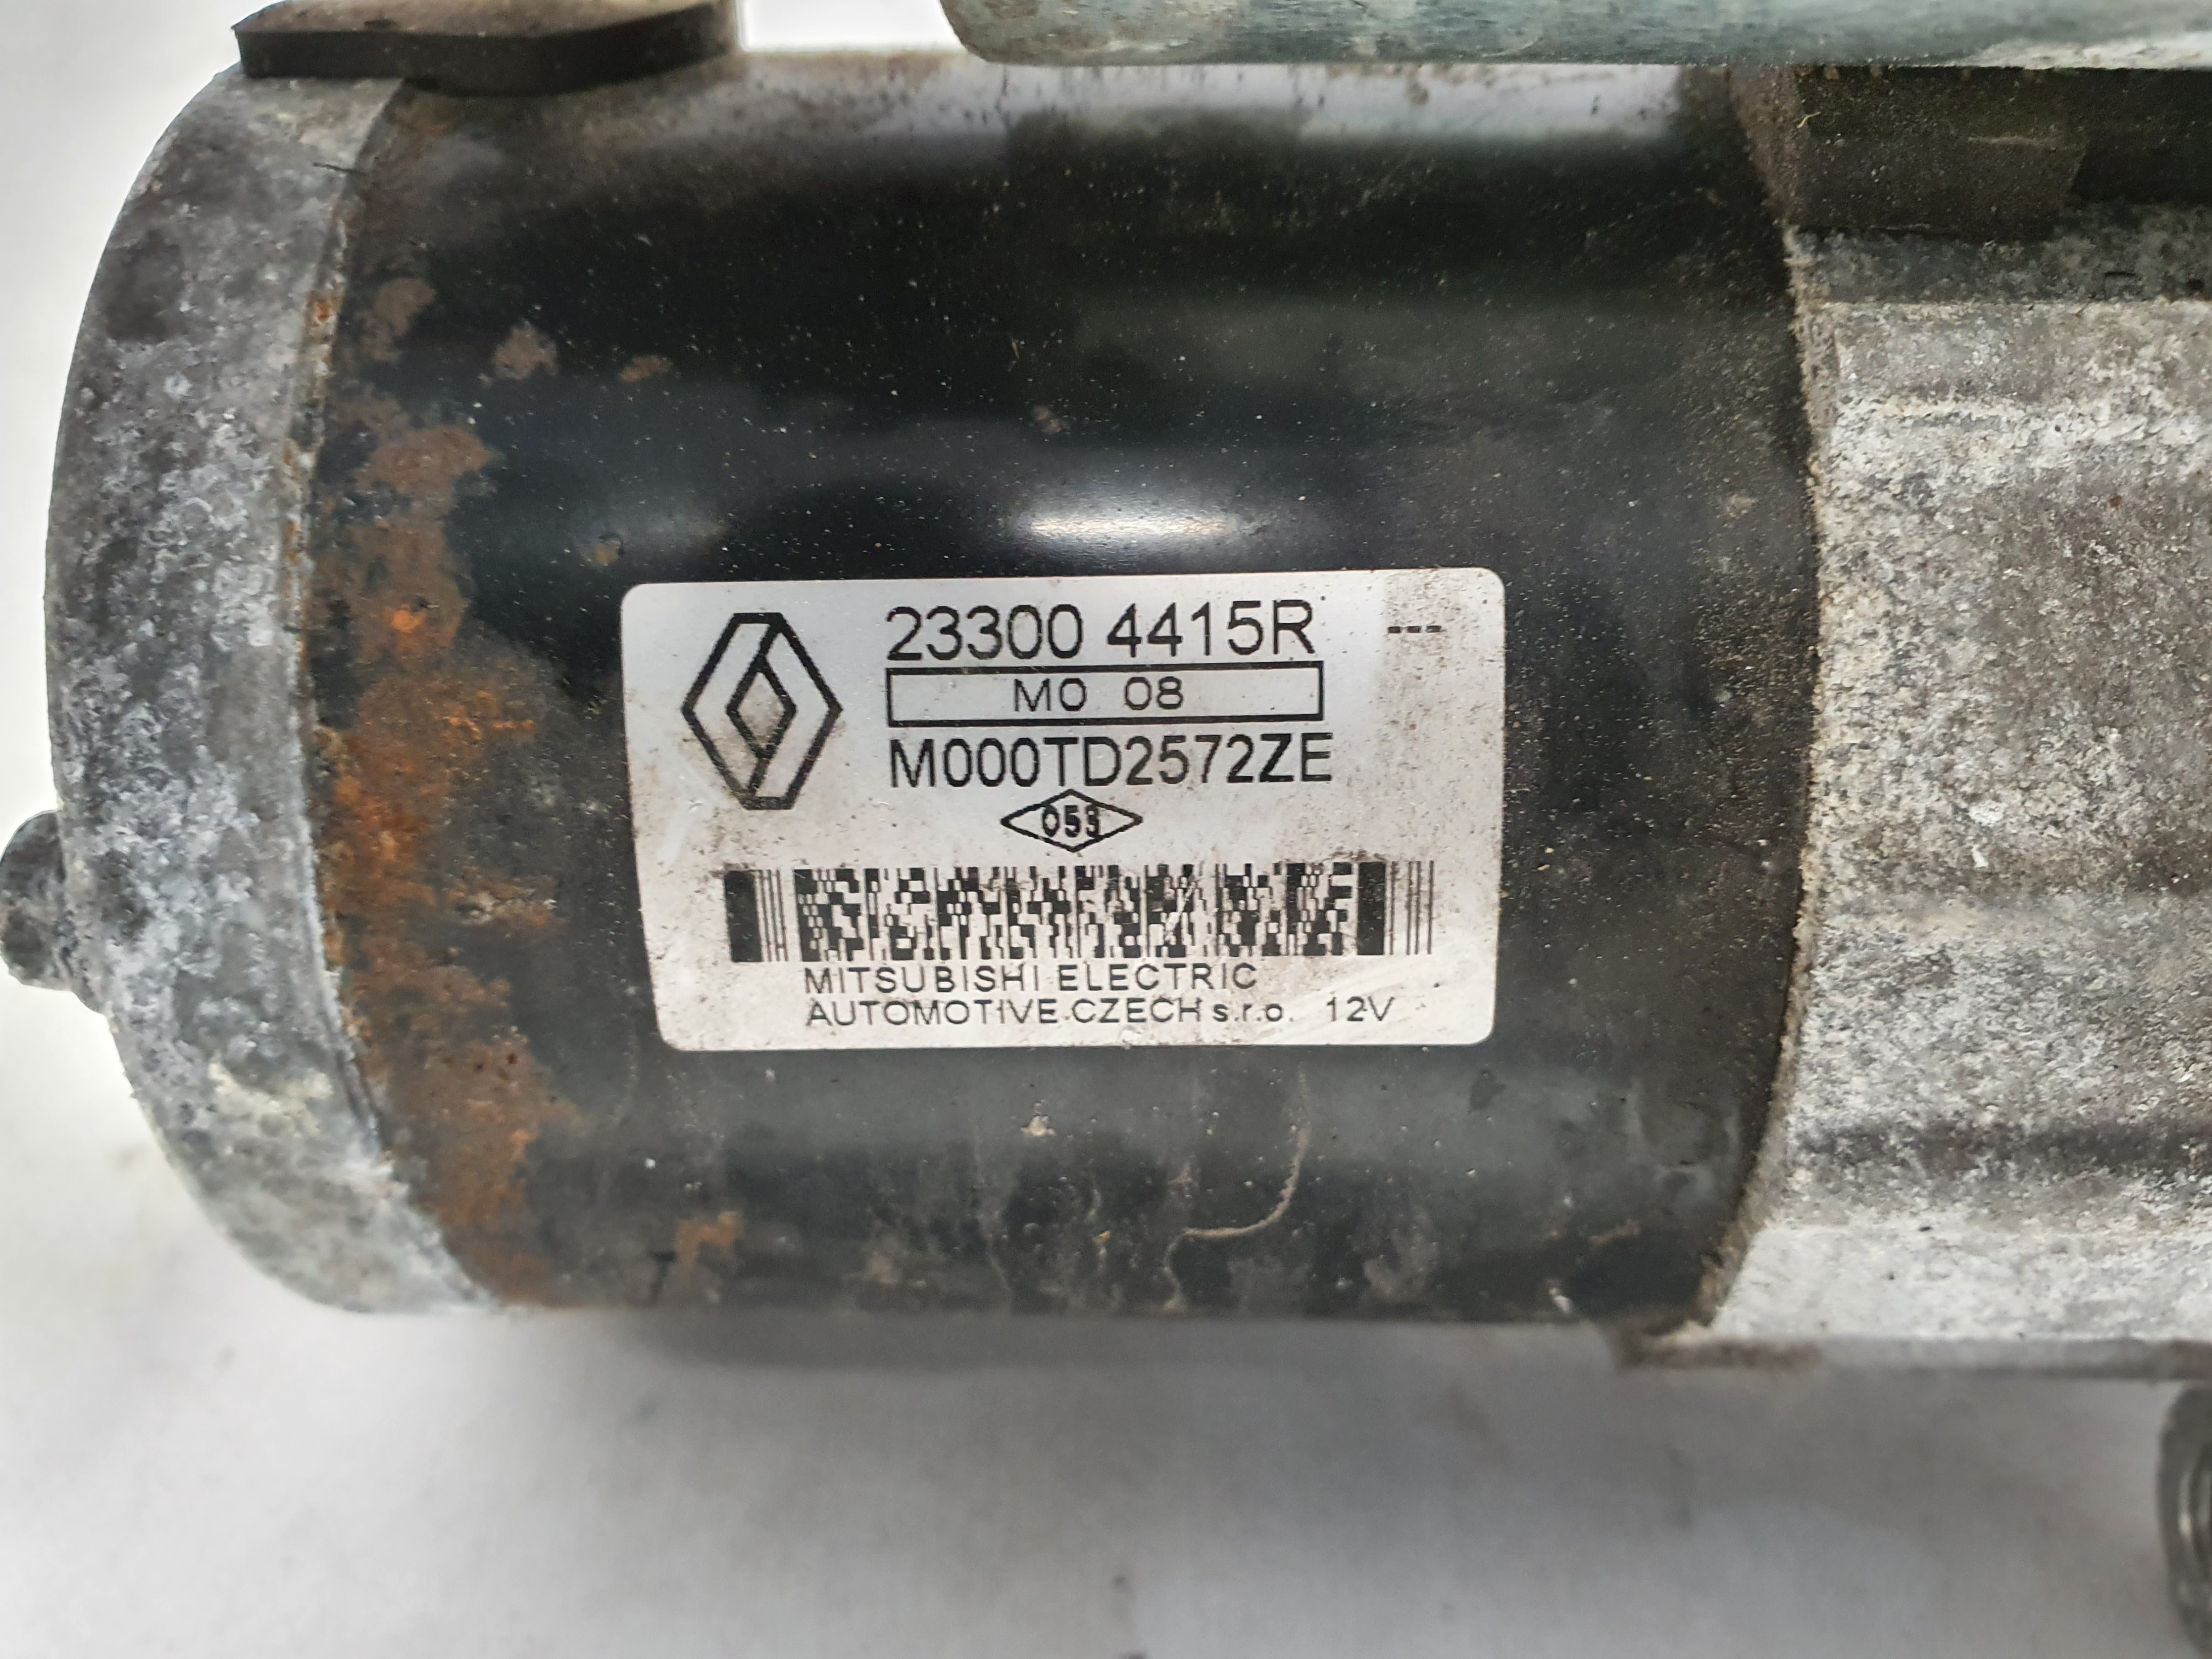 23300 4415R ---
M0 08
M000TD2572ZE
053
MITSUBISHI ELECTRIC
AUTOMOTIVE CZECH s.r.o. 12V